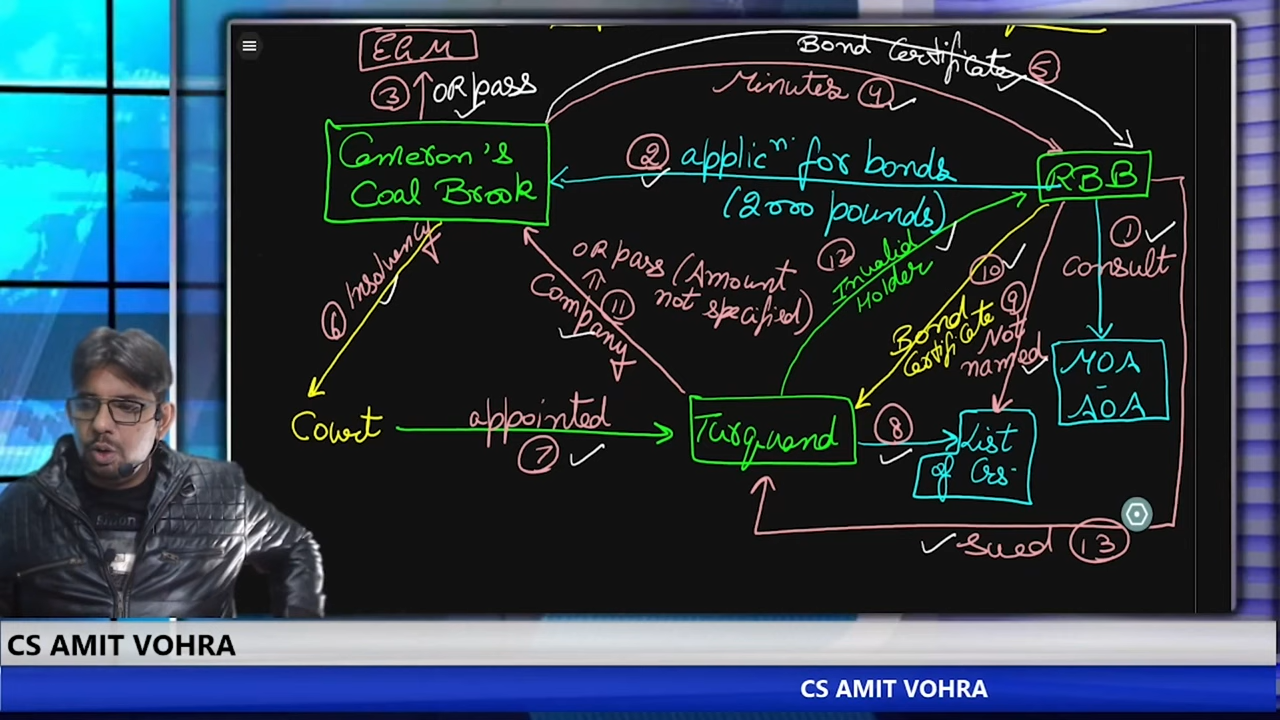 EGM
③ OR pass
Bond Certificate ⑤
Minutes ④
Cameron's
Coal Brook
② applicⁿ· for bonds
(2000 pounds)
RBB
① consult
MOA
-
AOA
⑥ Insolvency
Court
appointed
⑦
Company
⑪
OR pass (Amount
not specified)
⑫ Invalid
Holder
⑩ Bond
Certificate
⑨ Not
named
Turquand
⑧
List
of Crs·
Sued ⑬
CS AMIT VOHRA
CS AMIT VOHRA